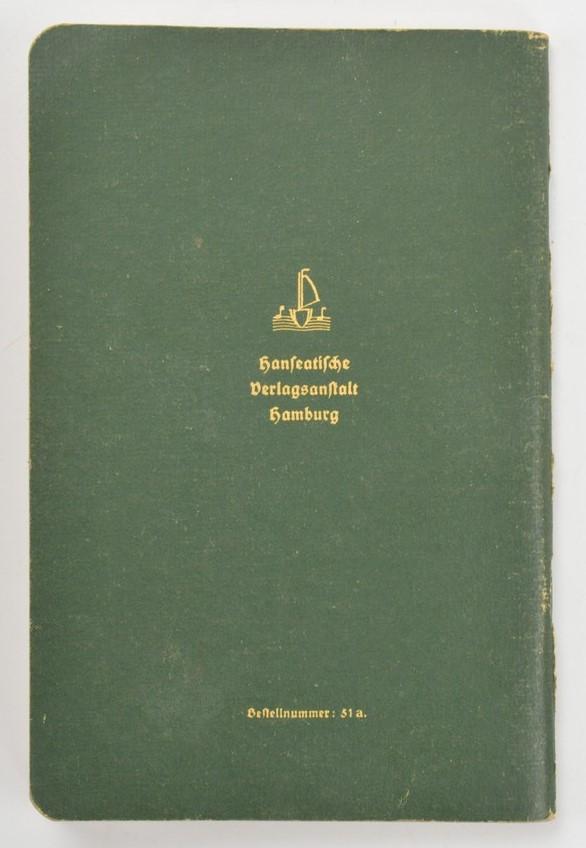 Hanſeatiſche
Verlagsanſtalt
Hamburg
Beſtellnummer: 51 a.